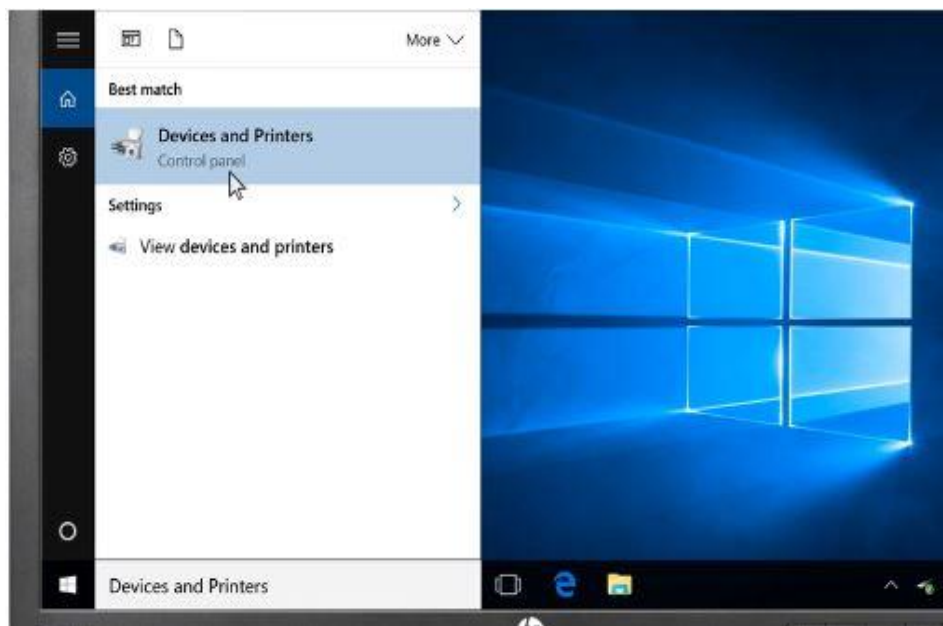 More
Best match
Devices and Printers
Control panel
Settings
View devices and printers
Devices and Printers